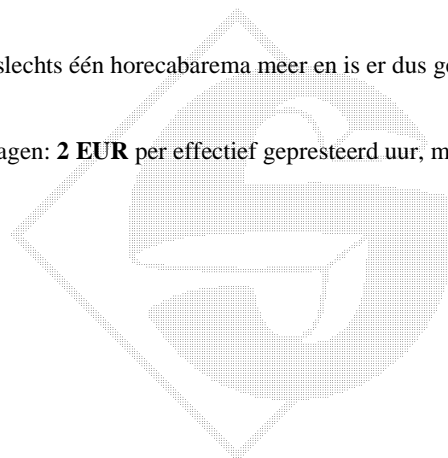 slechts één horecabarema meer en is er dus g
agen: 2 EUR per effectief gepresteerd uur, m